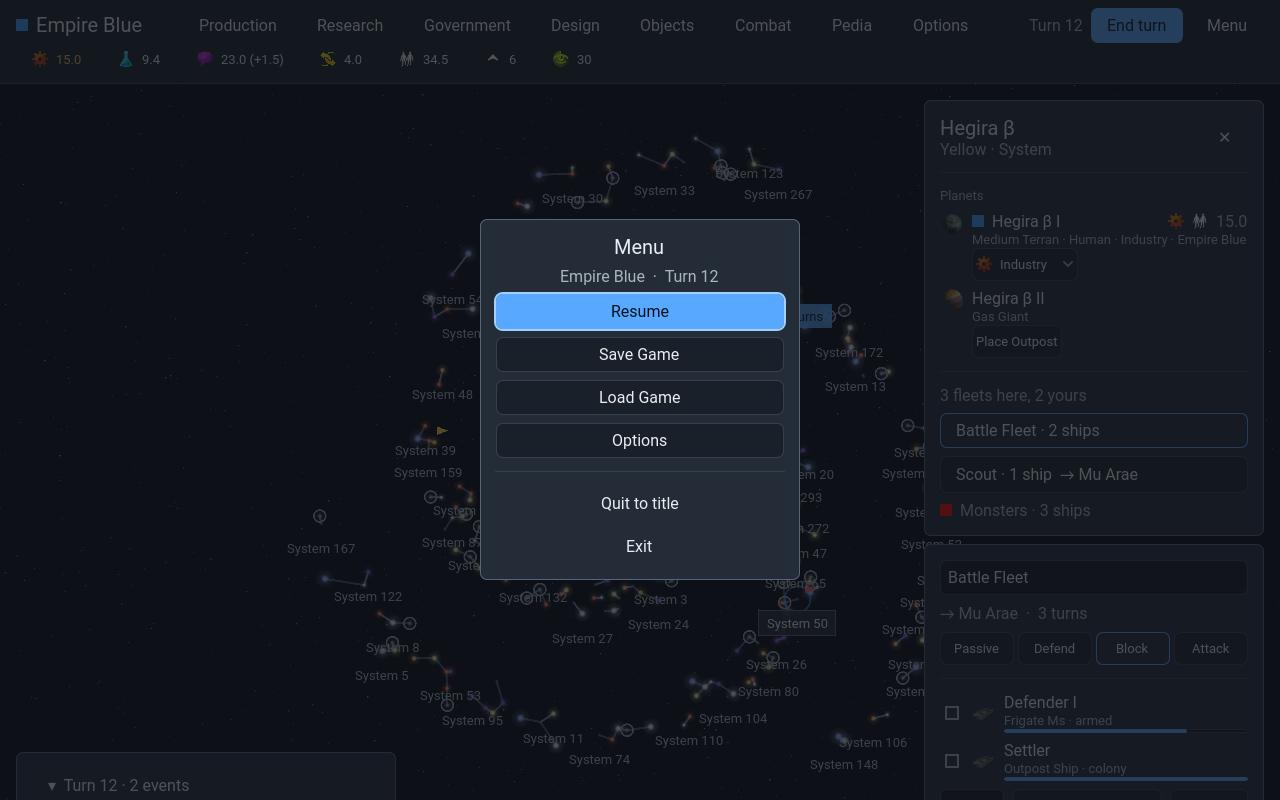 Empire Blue
Production
Research
Government
Design
Objects
Combat
Pedia
Options
Turn 12
End turn
Menu
15.0
9.4
23.0 (+1.5)
4.0
34.5
6
30
System 123
System 33
System 267
System 30
System 54
System 172
System 13
System 48
System 39
System 159
System 167
System 122
System 132
System 3
System 24
System 27
System 50
System 26
System 8
System 5
System 53
System 95
System 80
System 104
System 11
System 110
System 74
System 106
System 148
Menu
Empire Blue · Turn 12
Resume
Save Game
Load Game
Options
Quit to title
Exit
Hegira β
×
Yellow · System
Planets
Hegira β I
15.0
Medium Terran · Human · Industry · Empire Blue
Industry
Hegira β II
Gas Giant
Place Outpost
3 fleets here, 2 yours
Battle Fleet · 2 ships
Scout · 1 ship → Mu Arae
Monsters · 3 ships
Battle Fleet
→ Mu Arae · 3 turns
Passive
Defend
Block
Attack
Defender I
Frigate Ms · armed
Settler
Outpost Ship · colony
▾ Turn 12 · 2 events